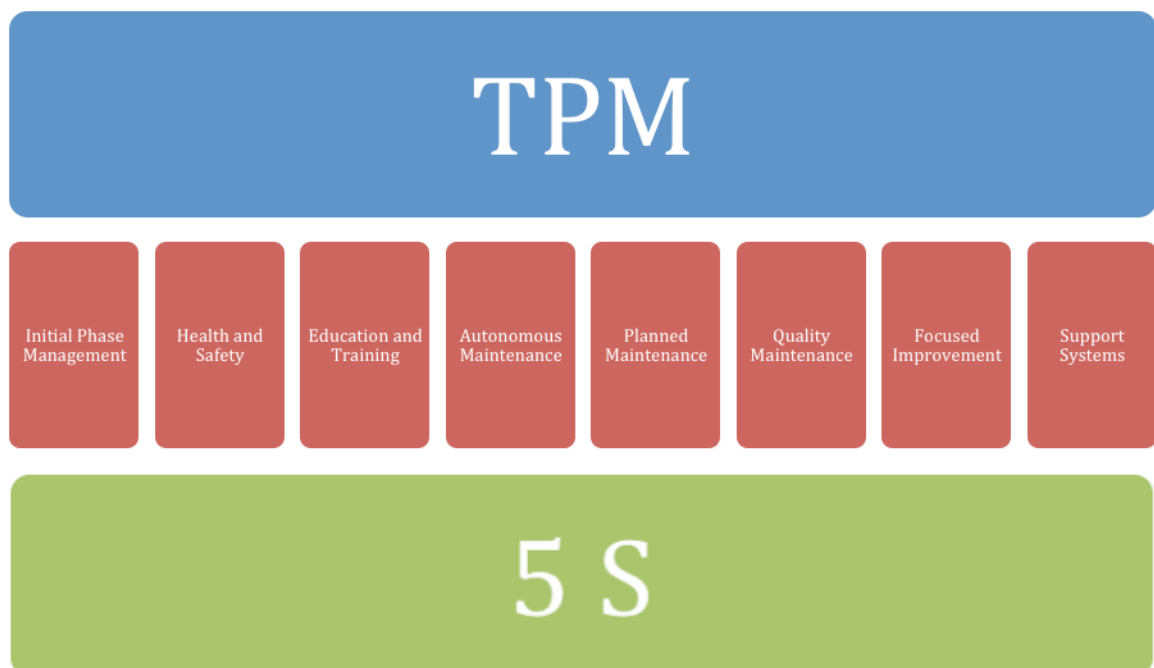 TPM
Initial Phase
Management
Health and
Safety
Education and
Training
Autonomous
Maintenance
Planned
Maintenance
Quality
Maintenance
Focused
Improvement
Support
Systems
5 S